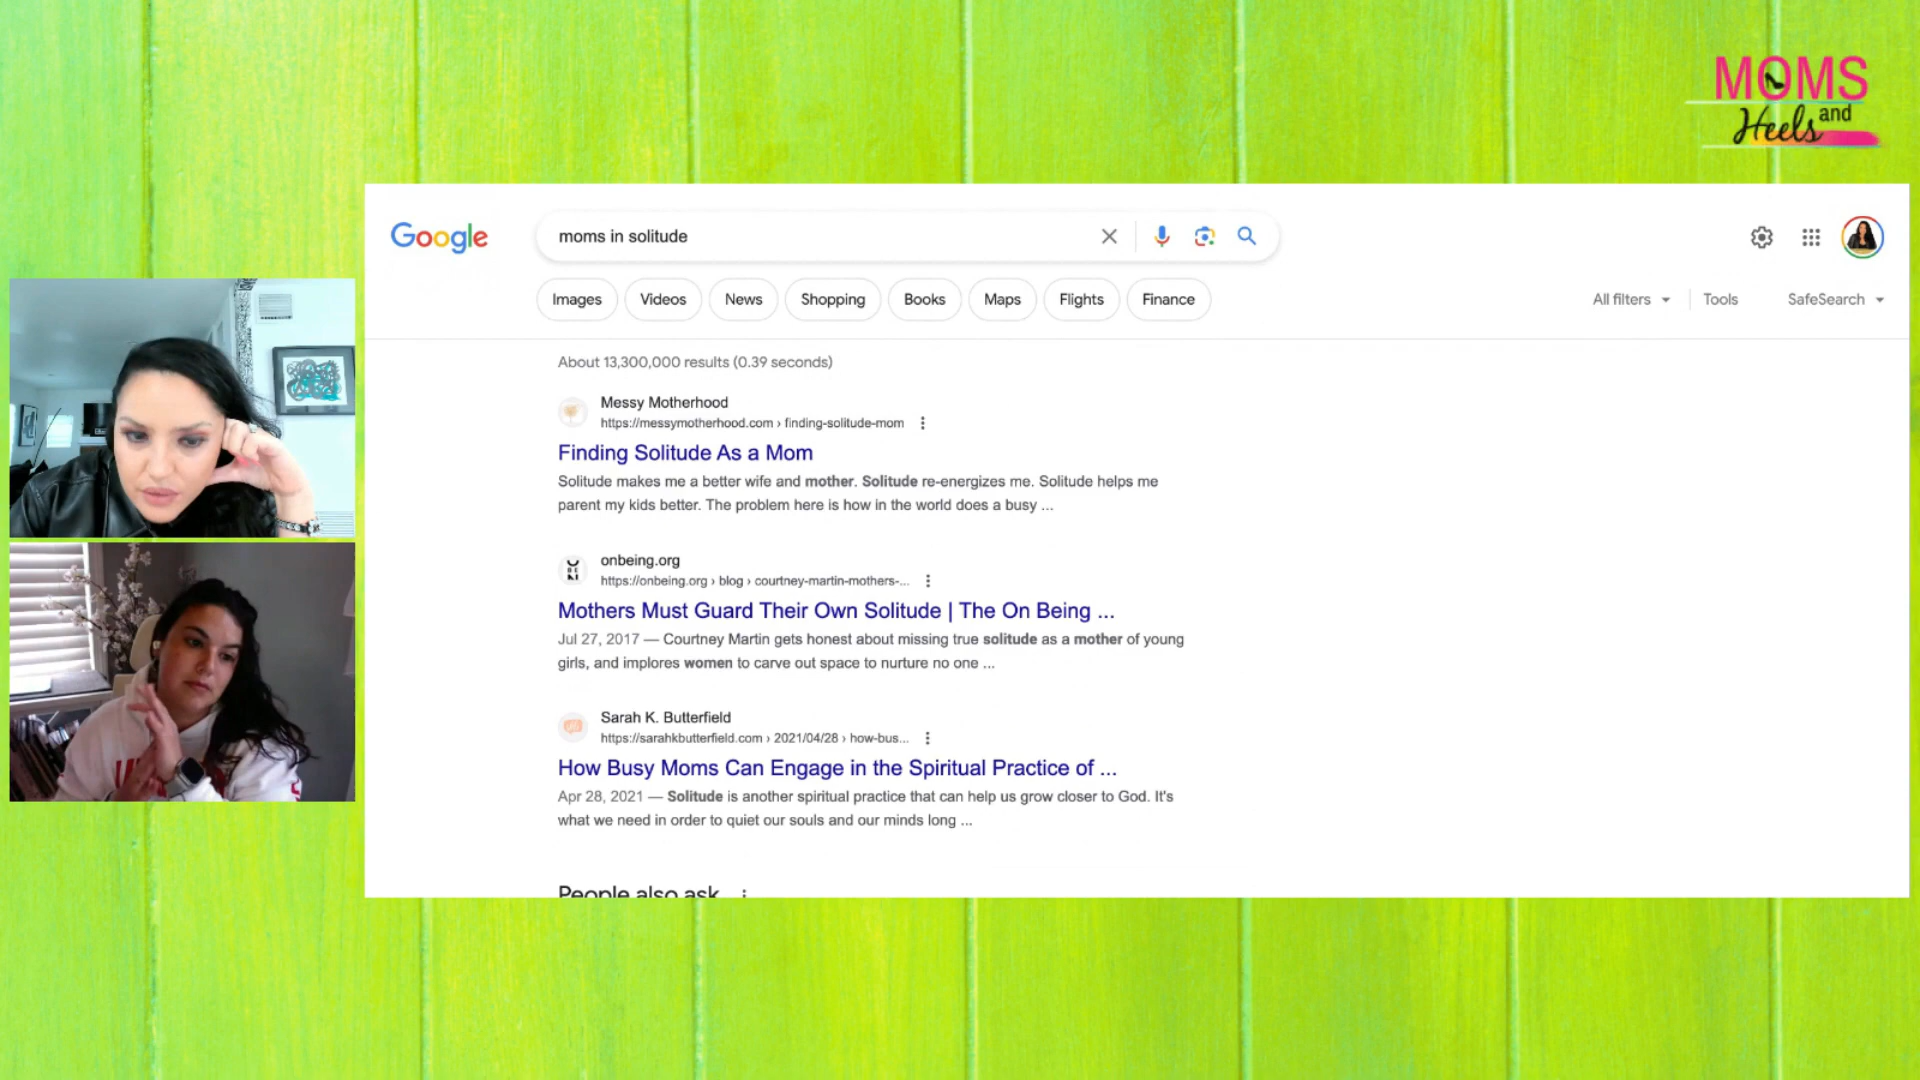 MOMS
and
Heels
Google
moms in solitude
Images
Videos
News
Shopping
Books
Maps
Flights
Finance
All filters
Tools
SafeSearch
About 13,300,000 results (0.39 seconds)
Messy Motherhood
https://messymotherhood.com › finding-solitude-mom
Finding Solitude As a Mom
Solitude makes me a better wife and mother. Solitude re-energizes me. Solitude helps me
parent my kids better. The problem here is how in the world does a busy ...
onbeing.org
https://onbeing.org › blog › courtney-martin-mothers-...
Mothers Must Guard Their Own Solitude | The On Being ...
Jul 27, 2017 — Courtney Martin gets honest about missing true solitude as a mother of young
girls, and implores women to carve out space to nurture no one ...
Sarah K. Butterfield
https://sarahkbutterfield.com › 2021/04/28 › how-bus...
How Busy Moms Can Engage in the Spiritual Practice of ...
Apr 28, 2021 — Solitude is another spiritual practice that can help us grow closer to God. It's
what we need in order to quiet our souls and our minds long ...
People also ask